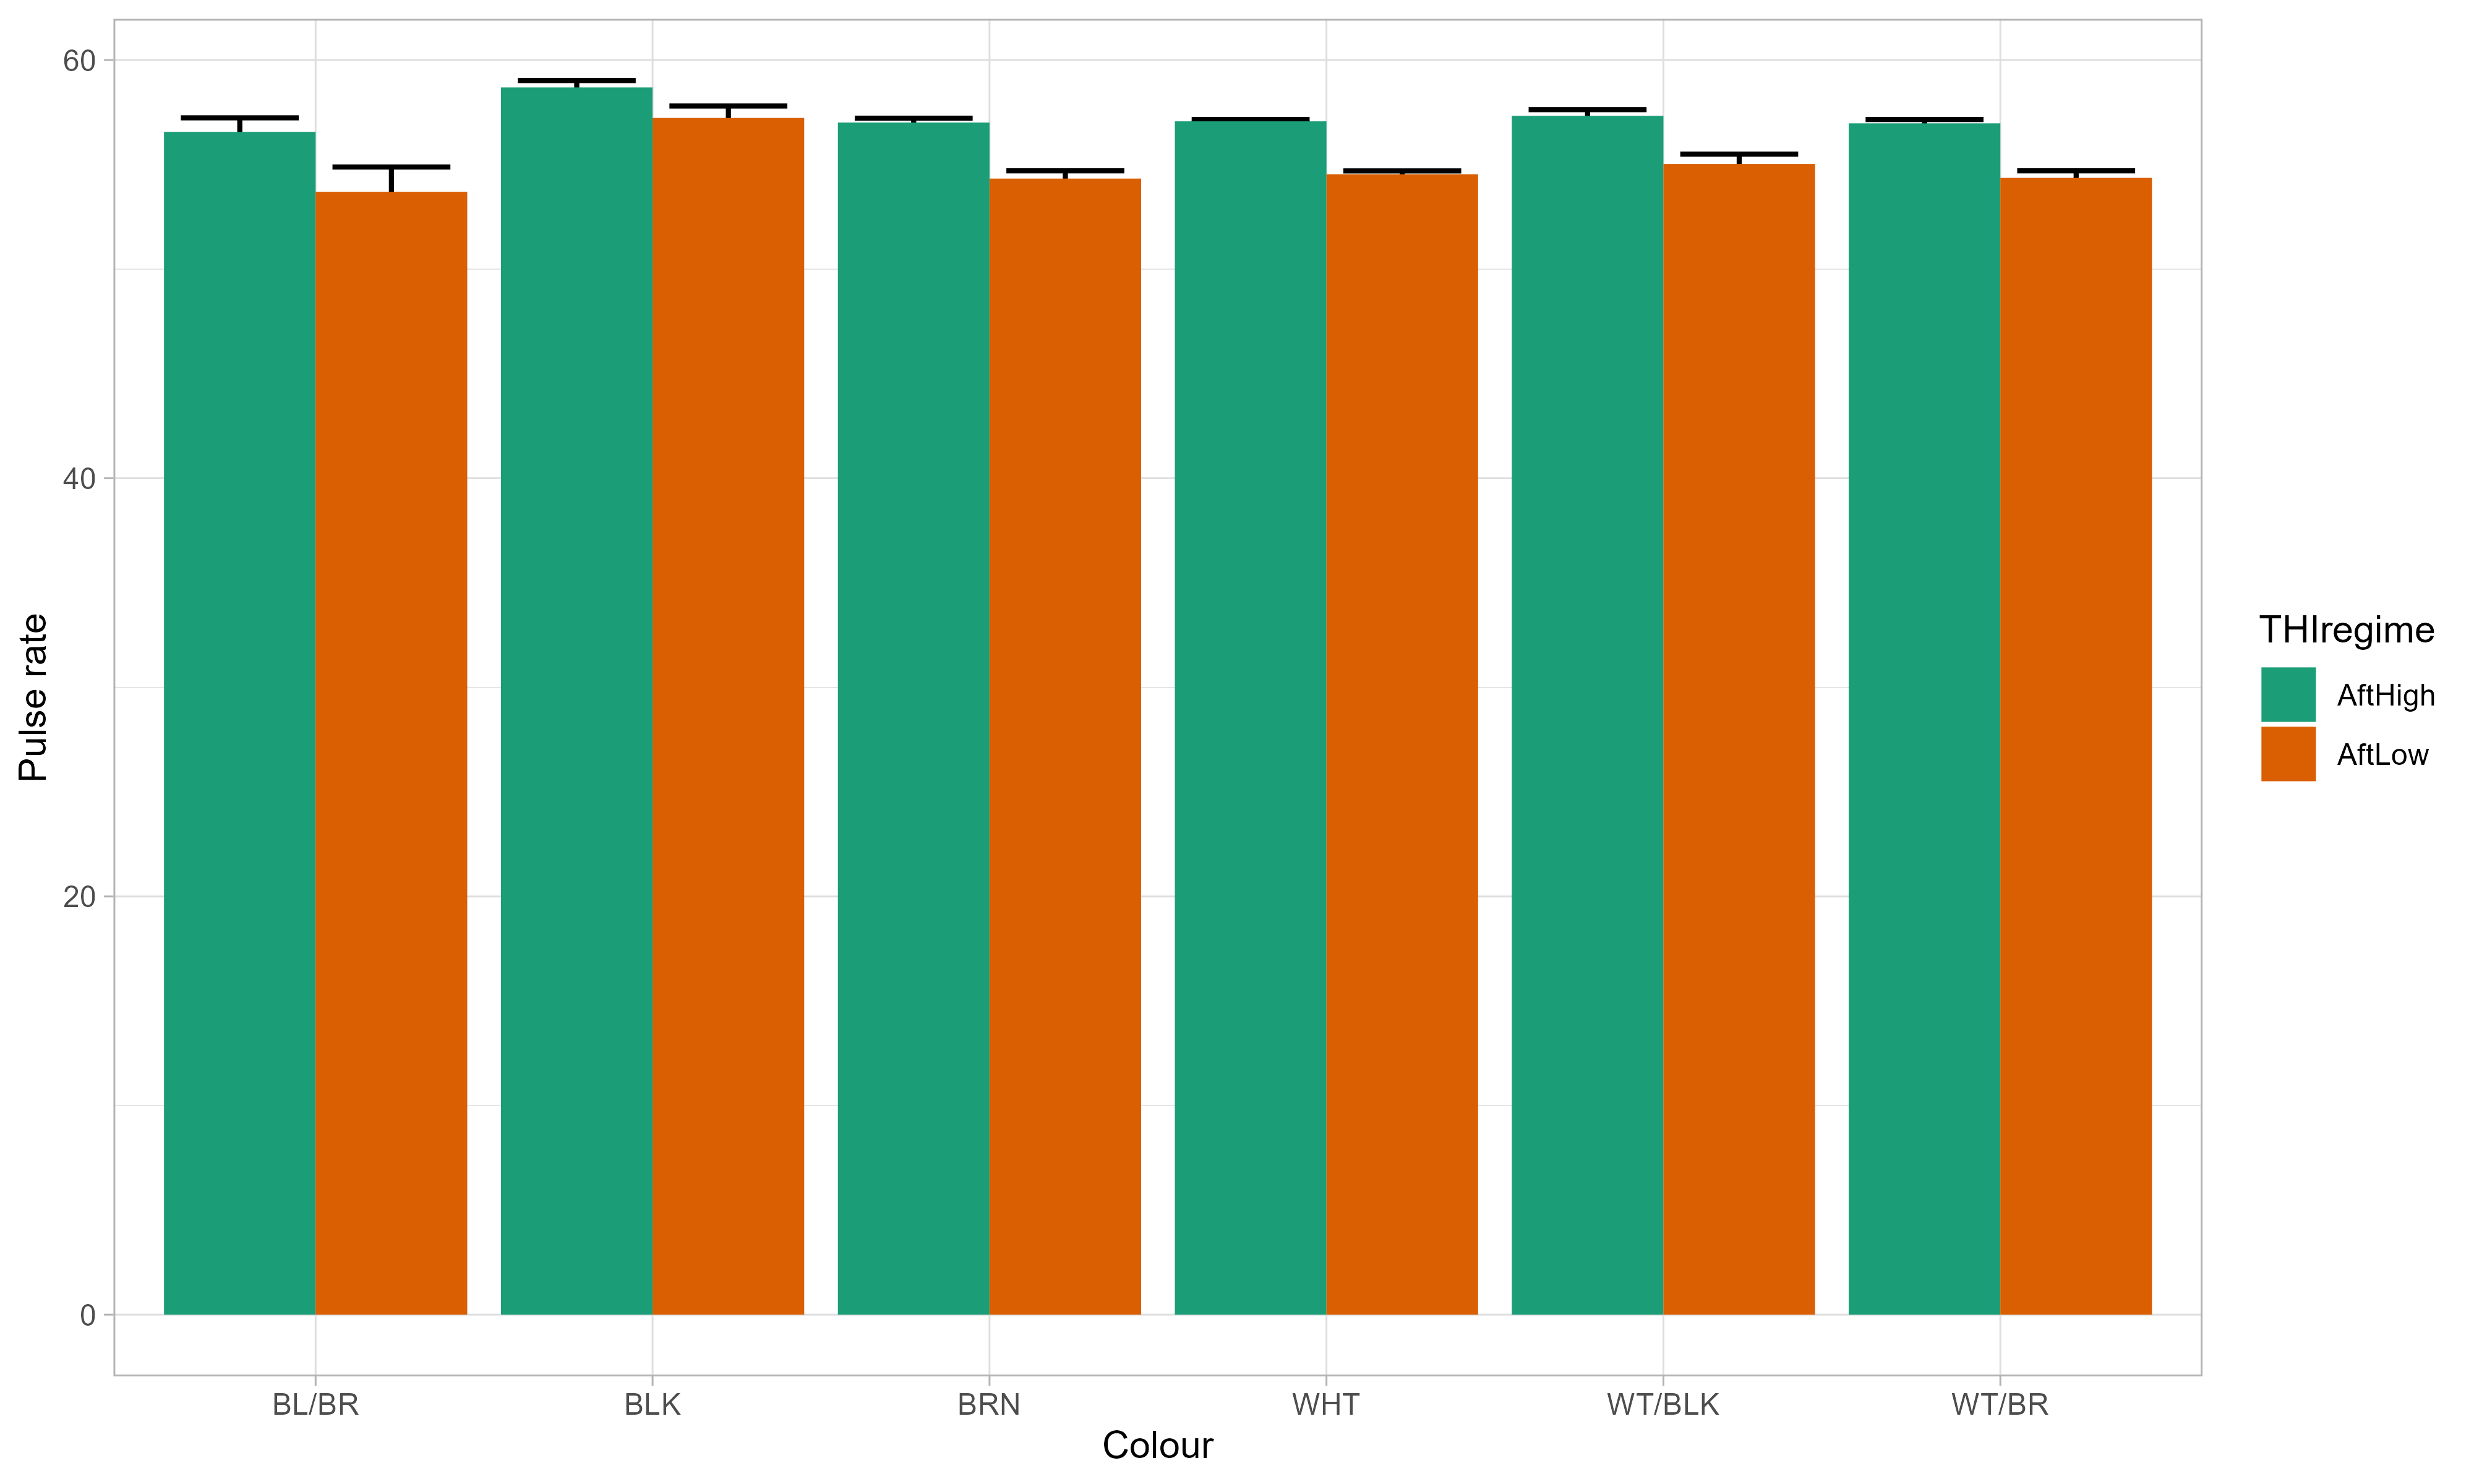 60
40
20
0
Pulse rate
BL/BR BLK BRN WHT WT/BLK WT/BR
Colour
THIregime
AftHigh
AftLow